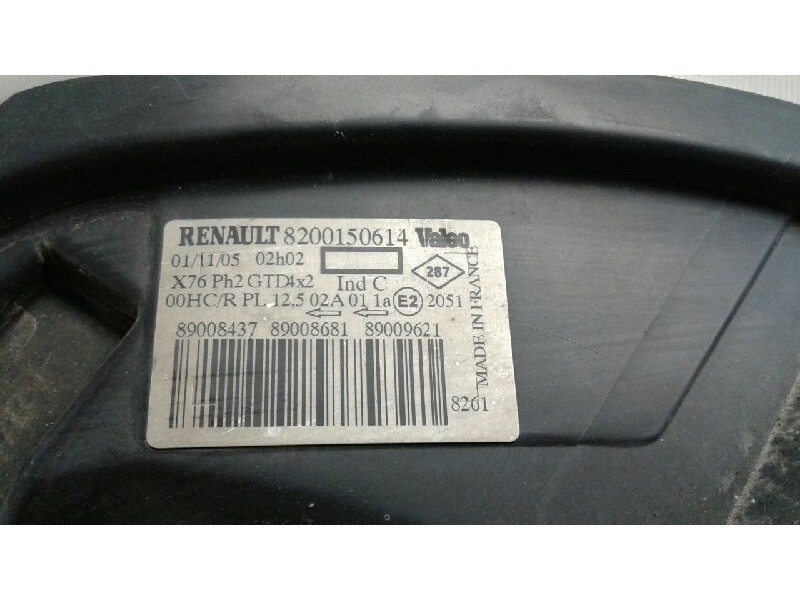 RENAULT 8200150614 Valeo
01/11/05 02h02
X76 Ph2 GTD4x2 Ind C
287
00HC/R PL 12,5 02A 01 1a E2 2051
89008437 89008681 89009621
8261
MADE IN FRANCE